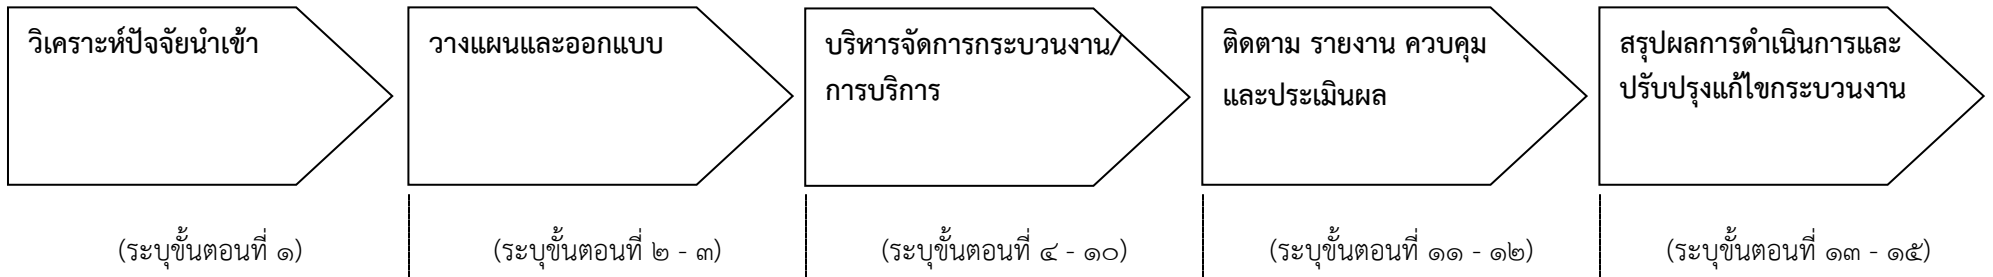 วิเคราะห์ปัจจัยนำเข้า
วางแผนและออกแบบ
บริหารจัดการกระบวนงาน/
การบริการ
ติดตาม รายงาน ควบคุม
และประเมินผล
สรุปผลการดำเนินการและ
ปรับปรุงแก้ไขกระบวนงาน
(ระบุขั้นตอนที่ ๑)
(ระบุขั้นตอนที่ ๒ - ๓)
(ระบุขั้นตอนที่ ๔ - ๑๐)
(ระบุขั้นตอนที่ ๑๑ - ๑๒)
(ระบุขั้นตอนที่ ๑๓ - ๑๕)